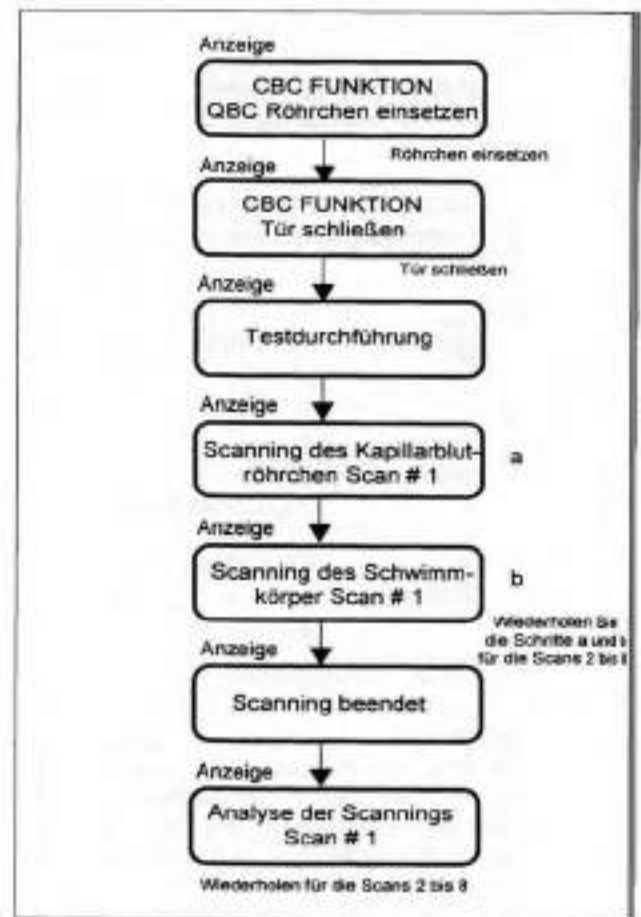 Anzeige
CBC FUNKTION
QBC Röhrchen einsetzen
Röhrchen einsetzen
Anzeige
CBC FUNKTION
Tür schließen
Tür schließen
Anzeige
Testdurchführung
Anzeige
Scanning des Kapillarblut-
röhrchen Scan # 1
a
Anzeige
Scanning des Schwimm-
körper Scan # 1
b
Wiederholen Sie
die Schritte a und b
für die Scans 2 bis 8
Anzeige
Scanning beendet
Anzeige
Analyse der Scannings
Scan # 1
Wiederholen für die Scans 2 bis 8